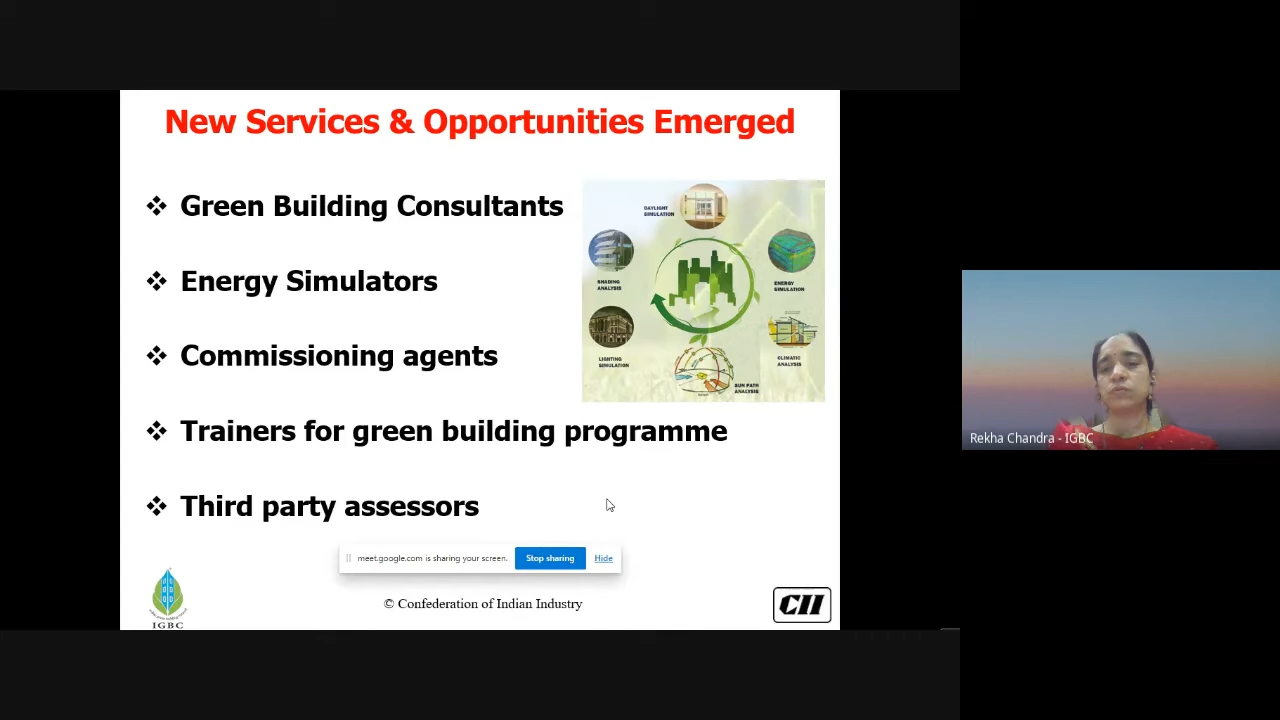 New Services & Opportunities Emerged
❖ Green Building Consultants
❖ Energy Simulators
❖ Commissioning agents
❖ Trainers for green building programme
❖ Third party assessors
DAYLIGHT
SIMULATION
SHADING
ANALYSIS
ENERGY
SIMULATION
LIGHTING
SIMULATION
CLIMATIC
ANALYSIS
SUN PATH
ANALYSIS
meet.google.com is sharing your screen.
Stop sharing
Hide
IGBC
© Confederation of Indian Industry
CII
Rekha Chandra - IGBC